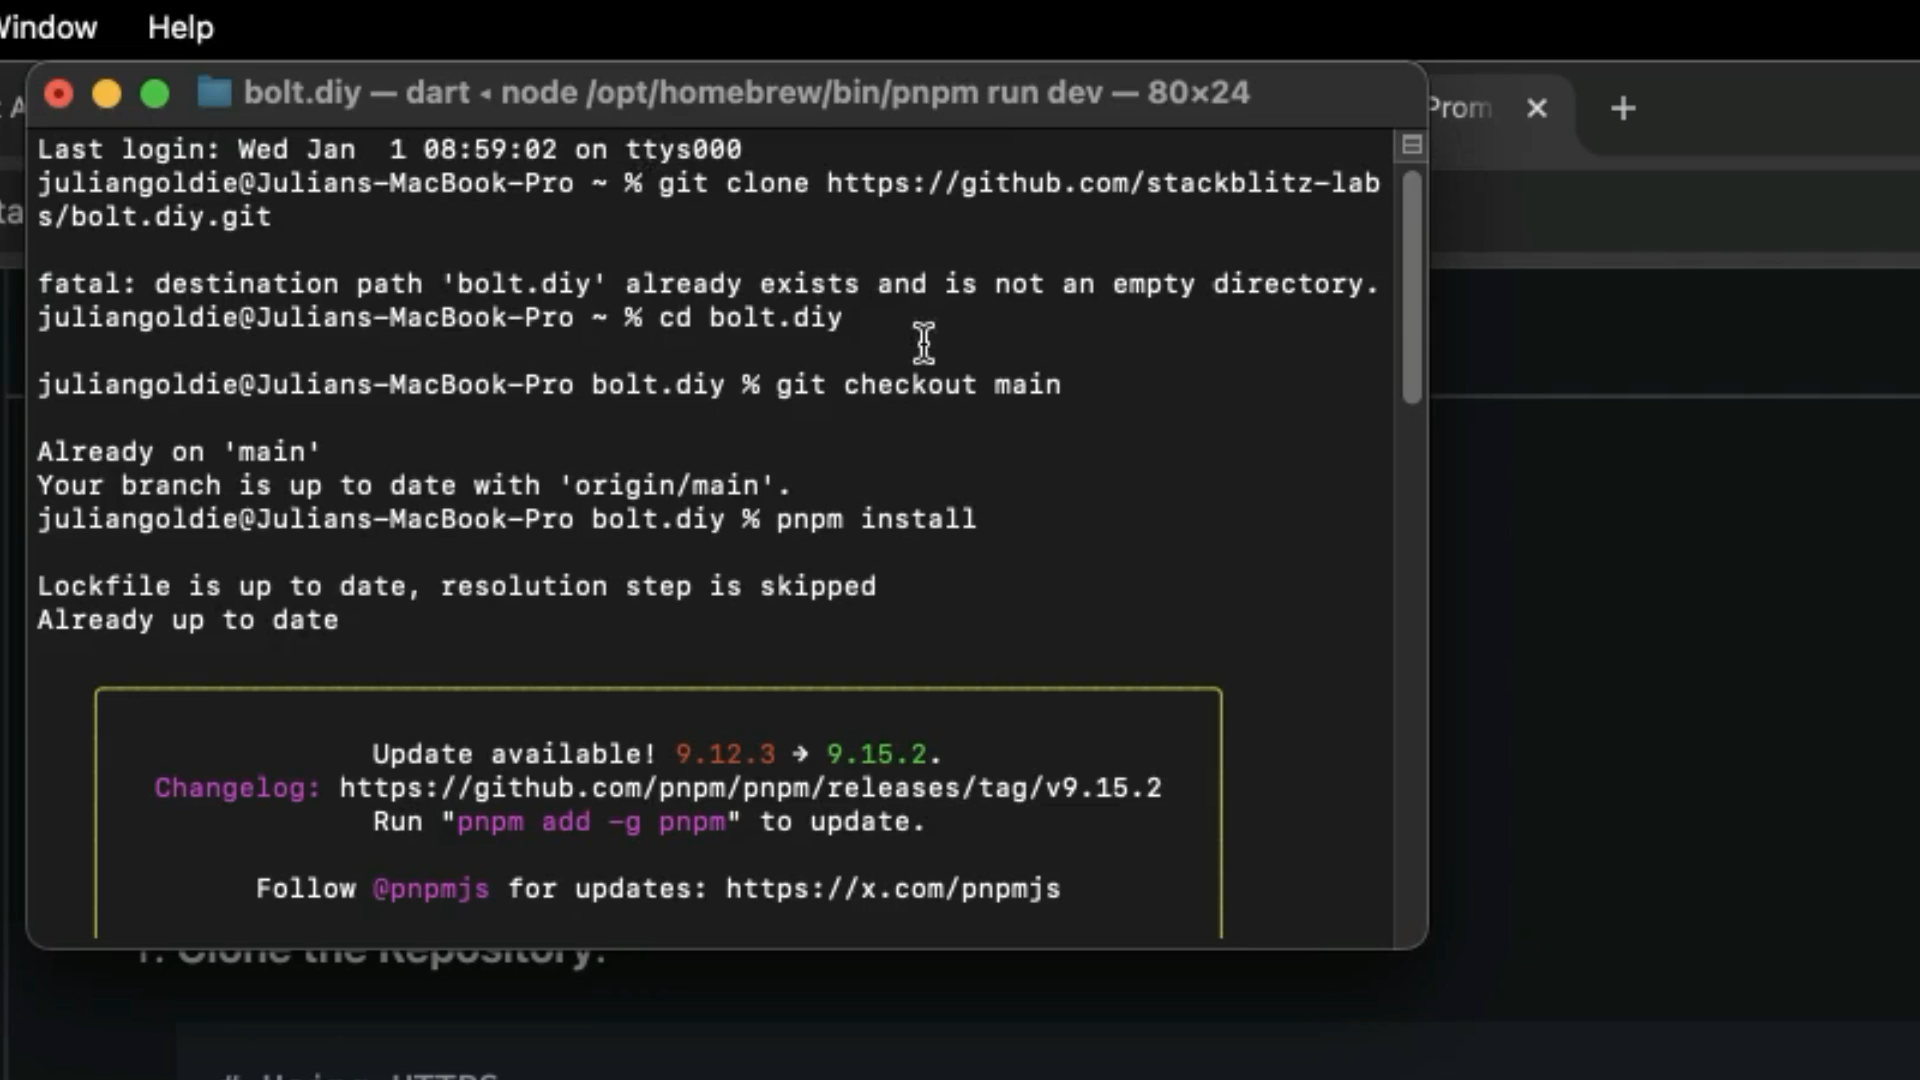 Window Help
bolt.diy — dart ◂ node /opt/homebrew/bin/pnpm run dev — 80×24
Prom
Last login: Wed Jan  1 08:59:02 on ttys000
juliangoldie@Julians-MacBook-Pro ~ % git clone https://github.com/stackblitz-lab
s/bolt.diy.git
fatal: destination path 'bolt.diy' already exists and is not an empty directory.
juliangoldie@Julians-MacBook-Pro ~ % cd bolt.diy
juliangoldie@Julians-MacBook-Pro bolt.diy % git checkout main
Already on 'main'
Your branch is up to date with 'origin/main'.
juliangoldie@Julians-MacBook-Pro bolt.diy % pnpm install
Lockfile is up to date, resolution step is skipped
Already up to date
Update available! 9.12.3 → 9.15.2.
Changelog: https://github.com/pnpm/pnpm/releases/tag/v9.15.2
Run "pnpm add -g pnpm" to update.
Follow @pnpmjs for updates: https://x.com/pnpmjs
1. Clone the Repository:
# Using HTTPS